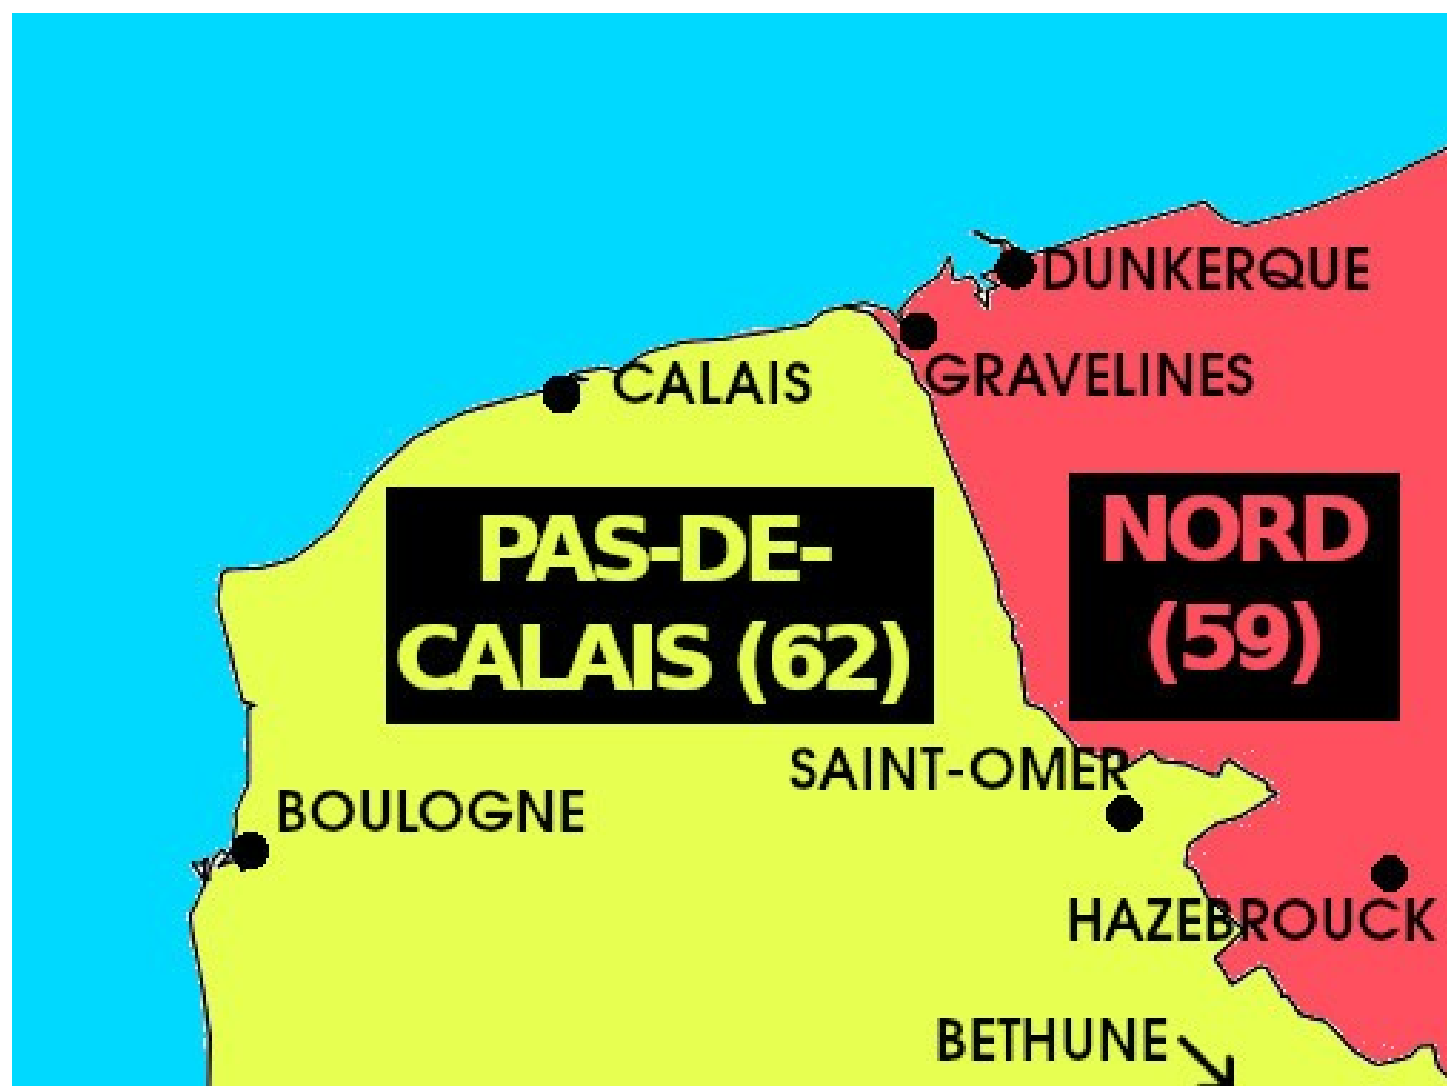 DUNKERQUE
GRAVELINES
CALAIS
PAS-DE-
CALAIS (62)
NORD
(59)
SAINT-OMER
BOULOGNE
HAZEBROUCK
BETHUNE